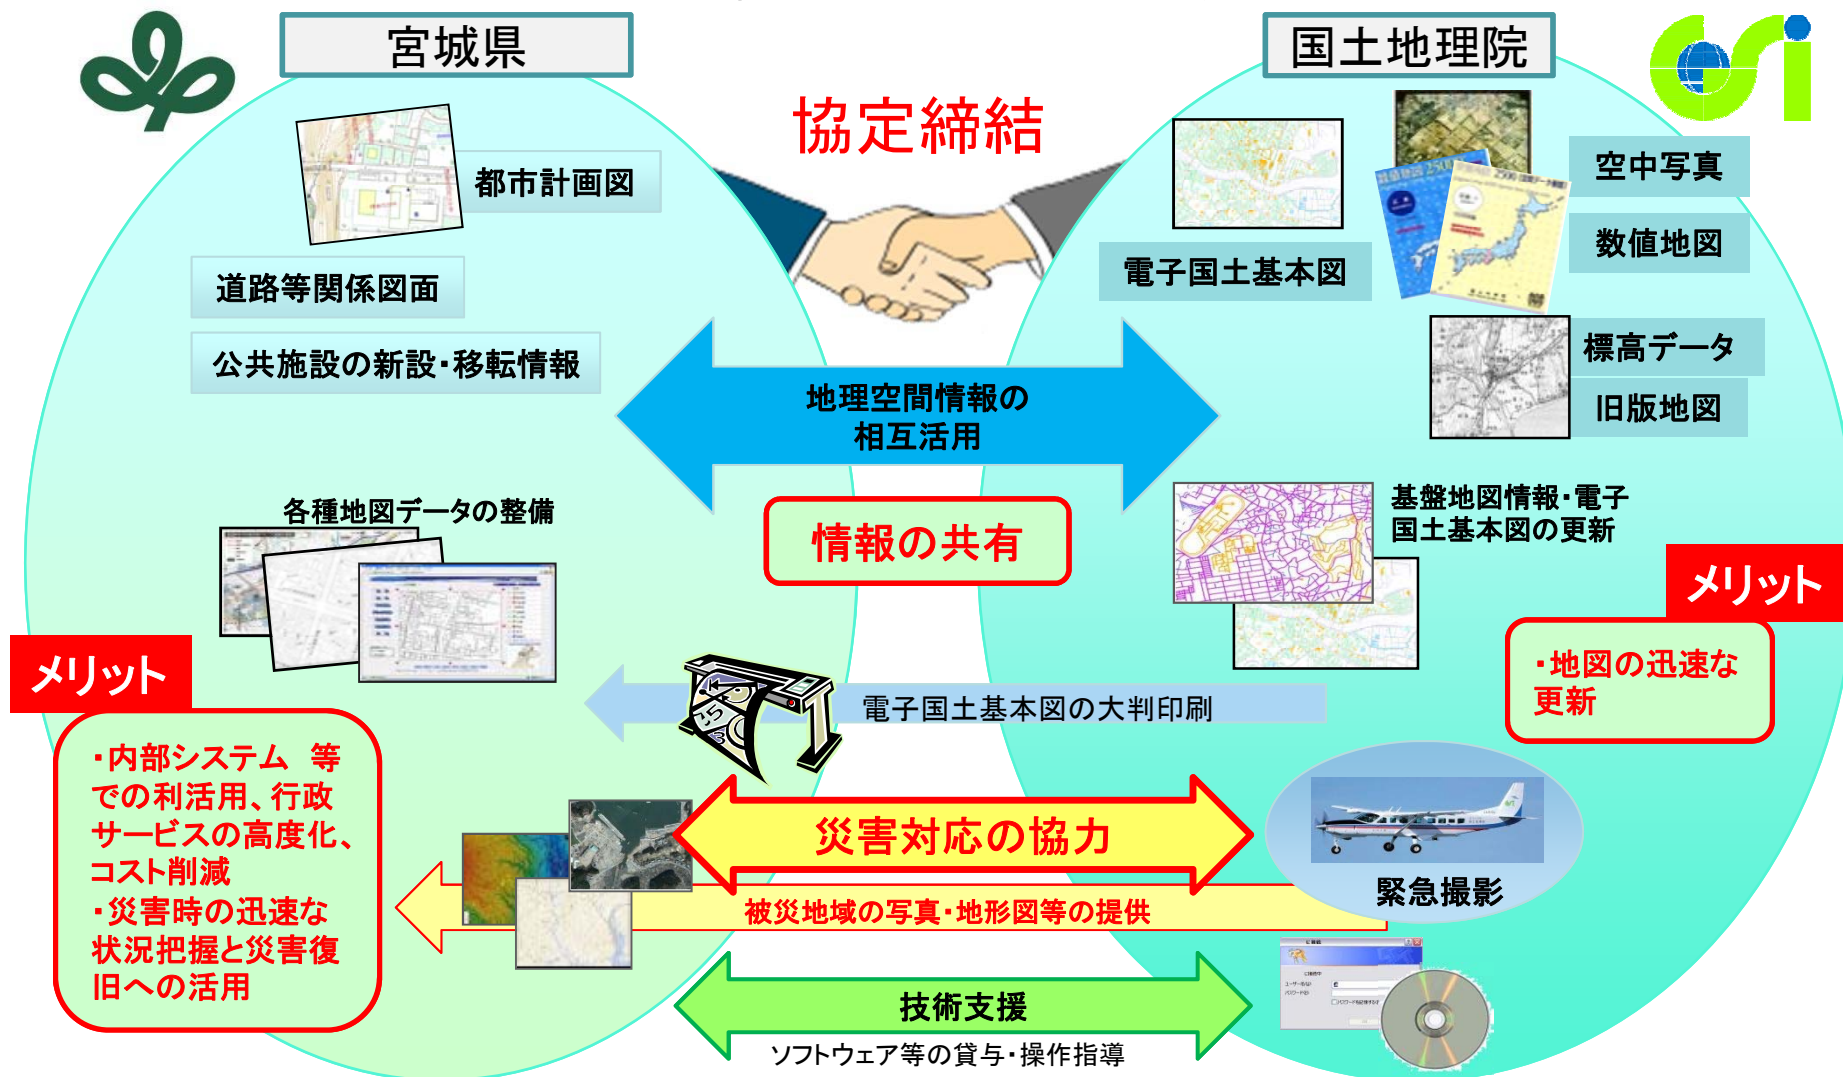 宮城県
国土地理院
協定締結
都市計画図
道路等関係図面
公共施設の新設・移転情報
電子国土基本図
空中写真
数値地図
標高データ
旧版地図
地理空間情報の
相互活用
情報の共有
各種地図データの整備
基盤地図情報・電子
国土基本図の更新
メリット
・地図の迅速な
更新
メリット
・内部システム　等
での利活用、行政
サービスの高度化、
コスト削減
・災害時の迅速な
状況把握と災害復
旧への活用
電子国土基本図の大判印刷
災害対応の協力
緊急撮影
被災地域の写真・地形図等の提供
技術支援
ソフトウェア等の貸与・操作指導